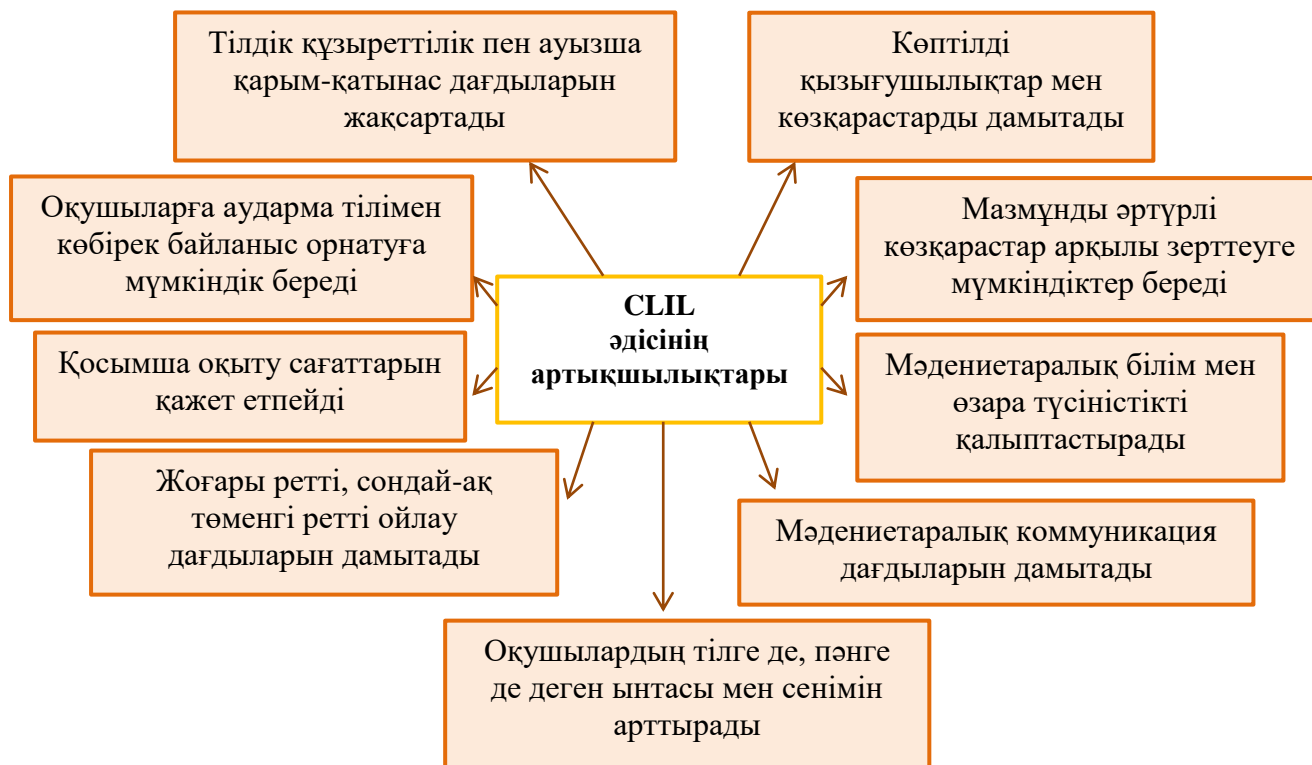 Тілдік құзыреттілік пен ауызша
қарым-қатынас дағдыларын
жақсартады
Көптілді
қызығушылықтар мен
көзқарастарды дамытады
Оқушыларға аударма тілімен
көбірек байланыс орнатуға
мүмкіндік береді
Мазмұнды әртүрлі
көзқарастар арқылы зерттеуге
мүмкіндіктер береді
CLIL
әдісінің
артықшылықтары
Қосымша оқыту сағаттарын
қажет етпейді
Мәдениетаралық білім мен
өзара түсіністікті
қалыптастырады
Жоғары ретті, сондай-ақ
төменгі ретті ойлау
дағдыларын дамытады
Мәдениетаралық коммуникация
дағдыларын дамытады
Оқушылардың тілге де, пәнге
де деген ынтасы мен сенімін
арттырады